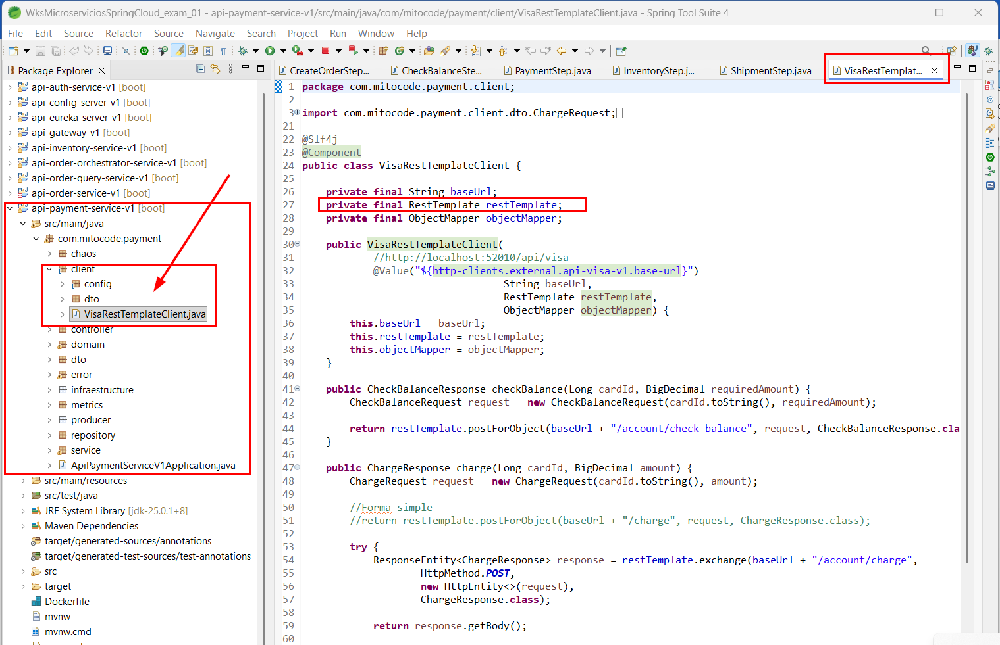 WksMicroserviciosSpringCloud_exam_01 - api-payment-service-v1/src/main/java/com/mitocode/payment/client/VisaRestTemplateClient.java - Spring Tool Suite 4
File Edit Source Refactor Source Navigate Search Project Run Window Help
Package Explorer
api-auth-service-v1 [boot]
api-config-server-v1 [boot]
api-eureka-server-v1 [boot]
api-gateway-v1 [boot]
api-inventory-service-v1 [boot]
api-order-orchestrator-service-v1 [boot]
api-order-query-service-v1 [boot]
api-order-service-v1 [boot]
api-payment-service-v1 [boot]
src/main/java
com.mitocode.payment
chaos
client
config
dto
VisaRestTemplateClient.java
controller
domain
dto
error
infraestructure
metrics
producer
repository
service
ApiPaymentServiceV1Application.java
src/main/resources
src/test/java
JRE System Library [jdk-25.0.1+8]
Maven Dependencies
target/generated-sources/annotations
target/generated-test-sources/test-annotations
src
target
Dockerfile
mvnw
mvnw.cmd
CreateOrderStep... CheckBalanceSte... PaymentStep.java InventoryStep.j... ShipmentStep.java VisaRestTemplat...
1 package com.mitocode.payment.client;
2
3 import com.mitocode.payment.client.dto.ChargeRequest;
21
22 @Slf4j
23 @Component
24 public class VisaRestTemplateClient {
25
26 private final String baseUrl;
27 private final RestTemplate restTemplate;
28 private final ObjectMapper objectMapper;
29
30 public VisaRestTemplateClient(
31 //http://localhost:52010/api/visa
32 @Value("${http-clients.external.api-visa-v1.base-url}")
33 String baseUrl,
34 RestTemplate restTemplate,
35 ObjectMapper objectMapper) {
36 this.baseUrl = baseUrl;
37 this.restTemplate = restTemplate;
38 this.objectMapper = objectMapper;
39 }
40
41 public CheckBalanceResponse checkBalance(Long cardId, BigDecimal requiredAmount) {
42 CheckBalanceRequest request = new CheckBalanceRequest(cardId.toString(), requiredAmount);
43
44 return restTemplate.postForObject(baseUrl + "/account/check-balance", request, CheckBalanceResponse.cla
45 }
46
47 public ChargeResponse charge(Long cardId, BigDecimal amount) {
48 ChargeRequest request = new ChargeRequest(cardId.toString(), amount);
49
50 //Forma simple
51 //return restTemplate.postForObject(baseUrl + "/charge", request, ChargeResponse.class);
52
53 try {
54 ResponseEntity<ChargeResponse> response = restTemplate.exchange(baseUrl + "/account/charge",
55 HttpMethod.POST,
56 new HttpEntity<>(request),
57 ChargeResponse.class);
58
59 return response.getBody();
60